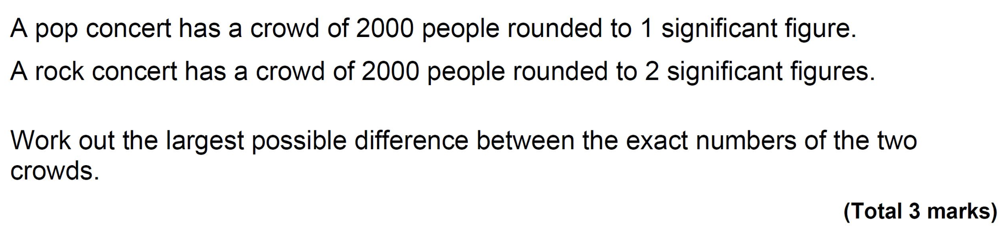 A pop concert has a crowd of 2000 people rounded to 1 significant figure.
A rock concert has a crowd of 2000 people rounded to 2 significant figures.
Work out the largest possible difference between the exact numbers of the two
crowds.
(Total 3 marks)